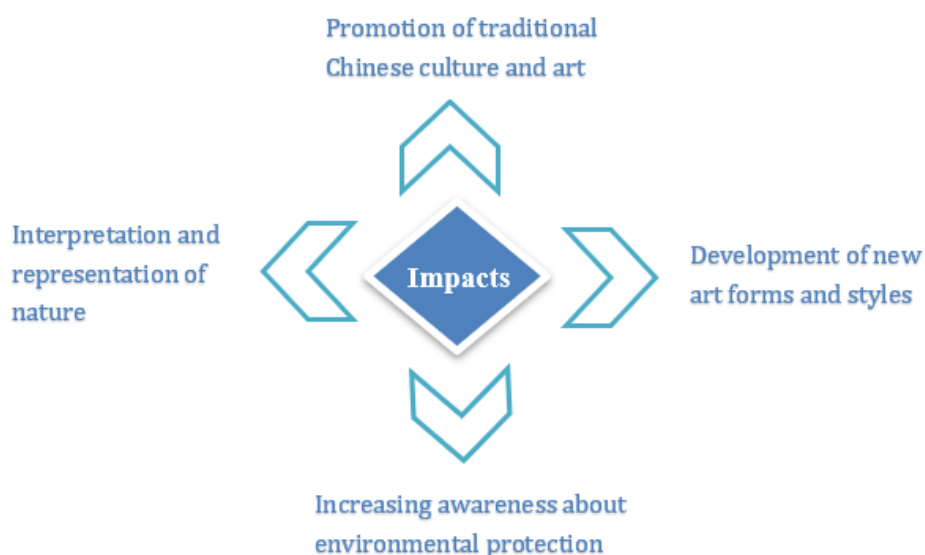 Promotion of traditional
Chinese culture and art
Interpretation and
representation of
nature
Impacts
Development of new
art forms and styles
Increasing awareness about
environmental protection